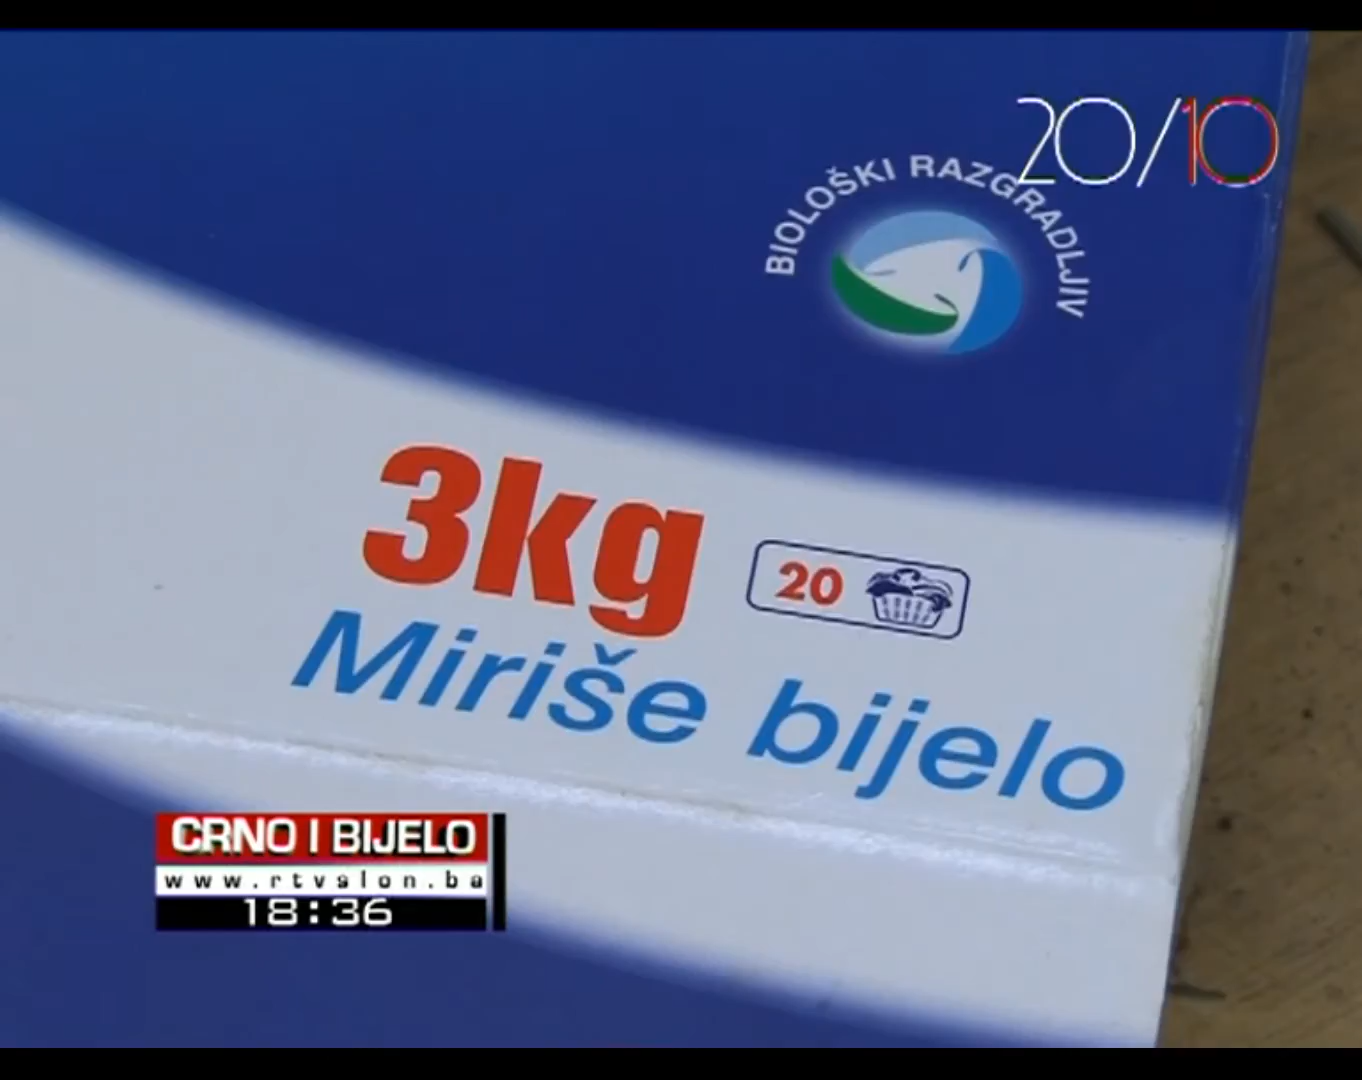 20/10
BIOLOŠKI RAZGRADLJIV
3kg
20
Miriše bijelo
CRNO I BIJELO
www.rtvslon.ba
18:36